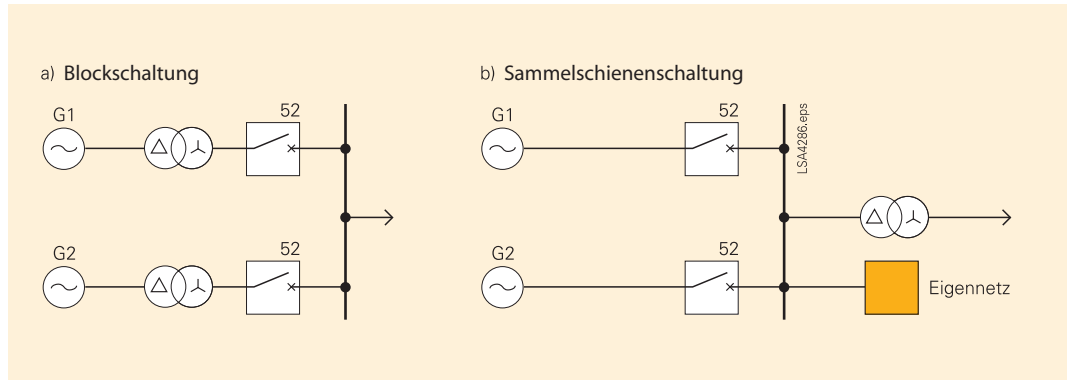 a) Blockschaltung
G1
52
G2
52
b) Sammelschienenschaltung
G1
52
LSA4286.eps
G2
52
Eigennetz